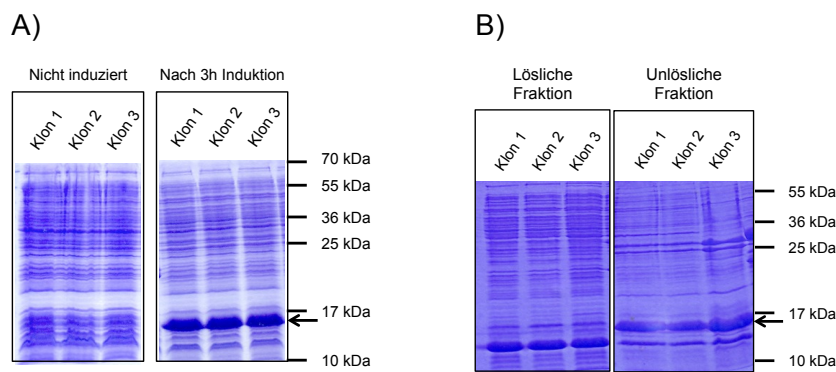 A)
Nicht induziert
Nach 3h Induktion
Klon 1
Klon 2
Klon 3
Klon 1
Klon 2
Klon 3
70 kDa
55 kDa
36 kDa
25 kDa
17 kDa
10 kDa
B)
Lösliche
Fraktion
Unlösliche
Fraktion
Klon 1
Klon 2
Klon 3
Klon 1
Klon 2
Klon 3
55 kDa
36 kDa
25 kDa
17 kDa
10 kDa